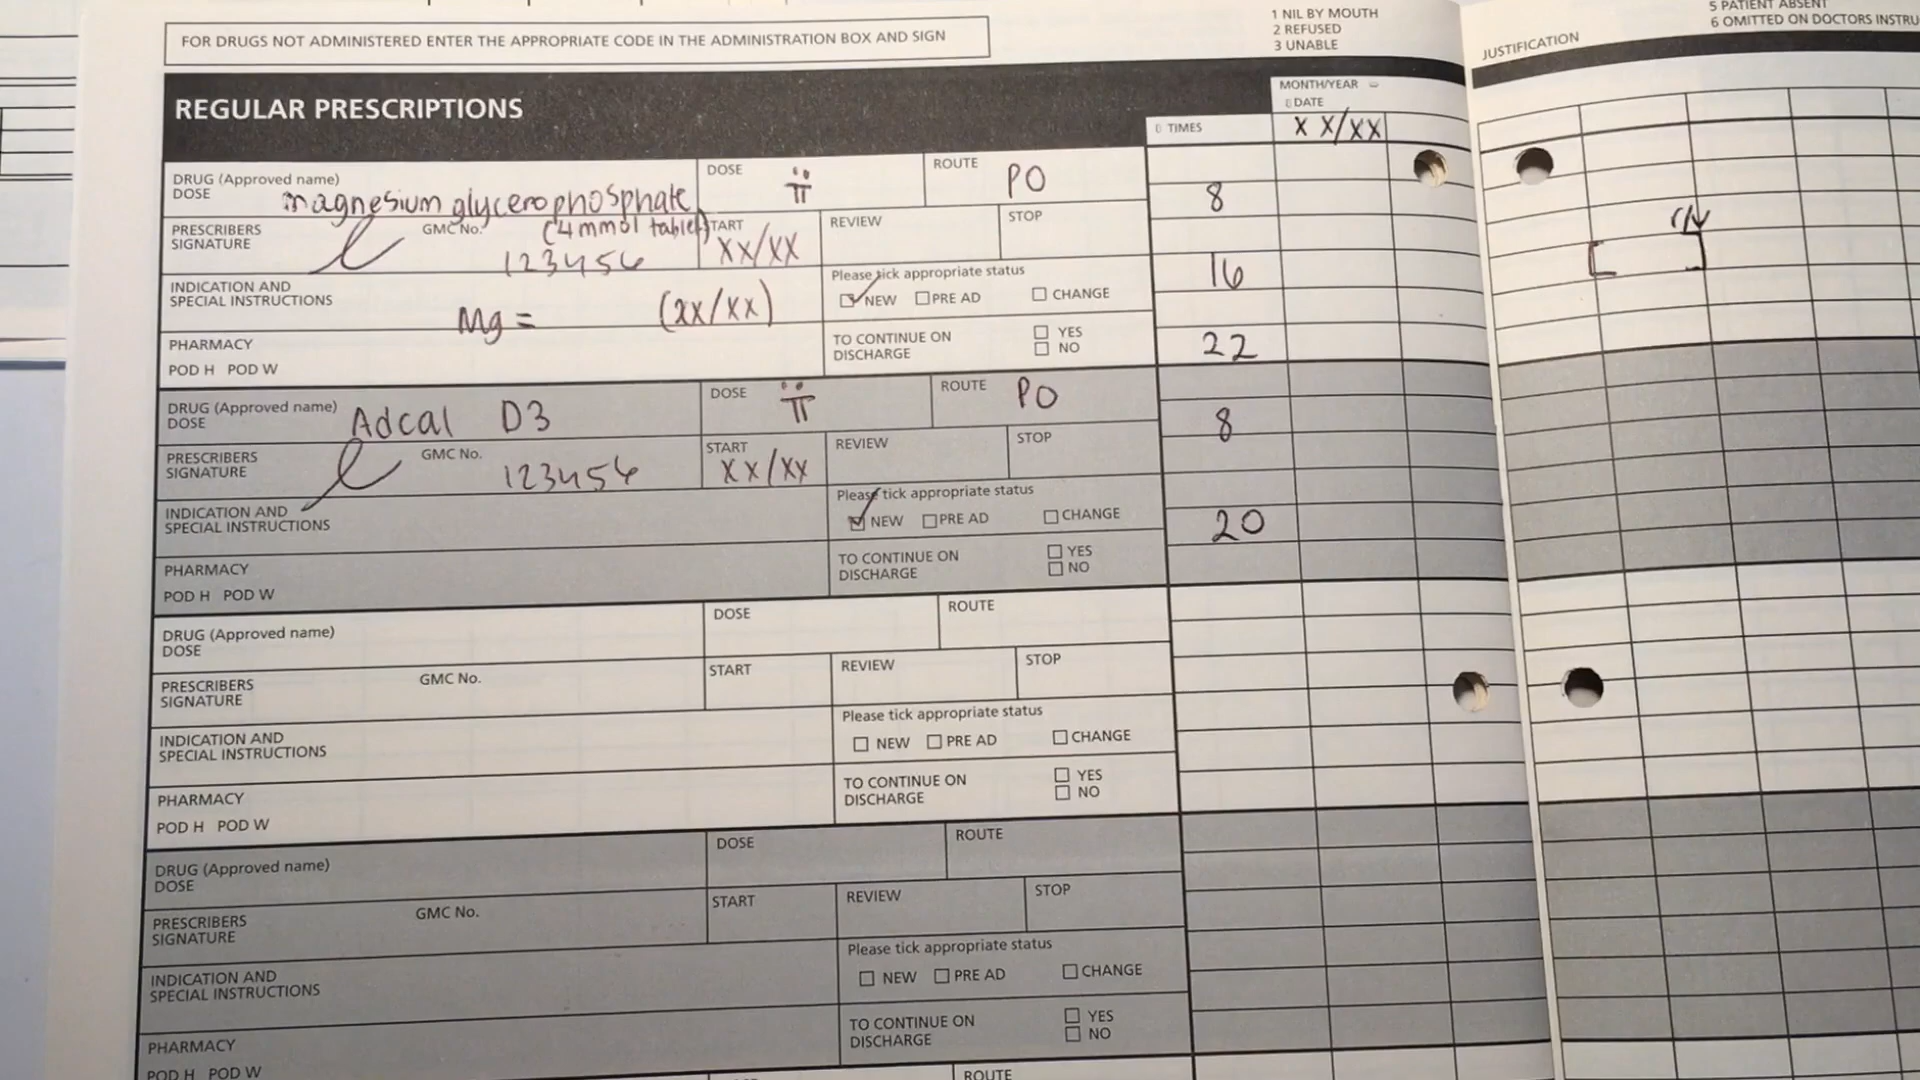 5 PATIENT ABSENT
6 OMITTED ON DOCTORS INSTRU
1 NIL BY MOUTH
2 REFUSED
3 UNABLE
FOR DRUGS NOT ADMINISTERED ENTER THE APPROPRIATE CODE IN THE ADMINISTRATION BOX AND SIGN
JUSTIFICATION
REGULAR PRESCRIPTIONS
MONTH/YEAR
DATE
TIMES XX/XX
DRUG (Approved name)
DOSE
magnesium glycerophosphate
(4mmol tablet)
DOSE ii
ROUTE PO
8
PRESCRIBERS
SIGNATURE
GMC No. 123456
START XX/XX
REVIEW
STOP
r/v
INDICATION AND
SPECIAL INSTRUCTIONS
Mg = (xx/xx)
Please tick appropriate status
NEW PRE AD CHANGE
16
PHARMACY
POD H POD W
TO CONTINUE ON
DISCHARGE
YES
NO
22
DRUG (Approved name)
DOSE
Adcal D3
DOSE ii
ROUTE PO
8
PRESCRIBERS
SIGNATURE
GMC No. 123456
START XX/XX
REVIEW
STOP
INDICATION AND
SPECIAL INSTRUCTIONS
Please tick appropriate status
NEW PRE AD CHANGE
20
PHARMACY
POD H POD W
TO CONTINUE ON
DISCHARGE
YES
NO
DRUG (Approved name)
DOSE
DOSE
ROUTE
PRESCRIBERS
SIGNATURE
GMC No.
START
REVIEW
STOP
INDICATION AND
SPECIAL INSTRUCTIONS
Please tick appropriate status
NEW PRE AD CHANGE
PHARMACY
POD H POD W
TO CONTINUE ON
DISCHARGE
YES
NO
DRUG (Approved name)
DOSE
DOSE
ROUTE
PRESCRIBERS
SIGNATURE
GMC No.
START
REVIEW
STOP
INDICATION AND
SPECIAL INSTRUCTIONS
Please tick appropriate status
NEW PRE AD CHANGE
PHARMACY
POD H POD W
TO CONTINUE ON
DISCHARGE
YES
NO
ROUTE